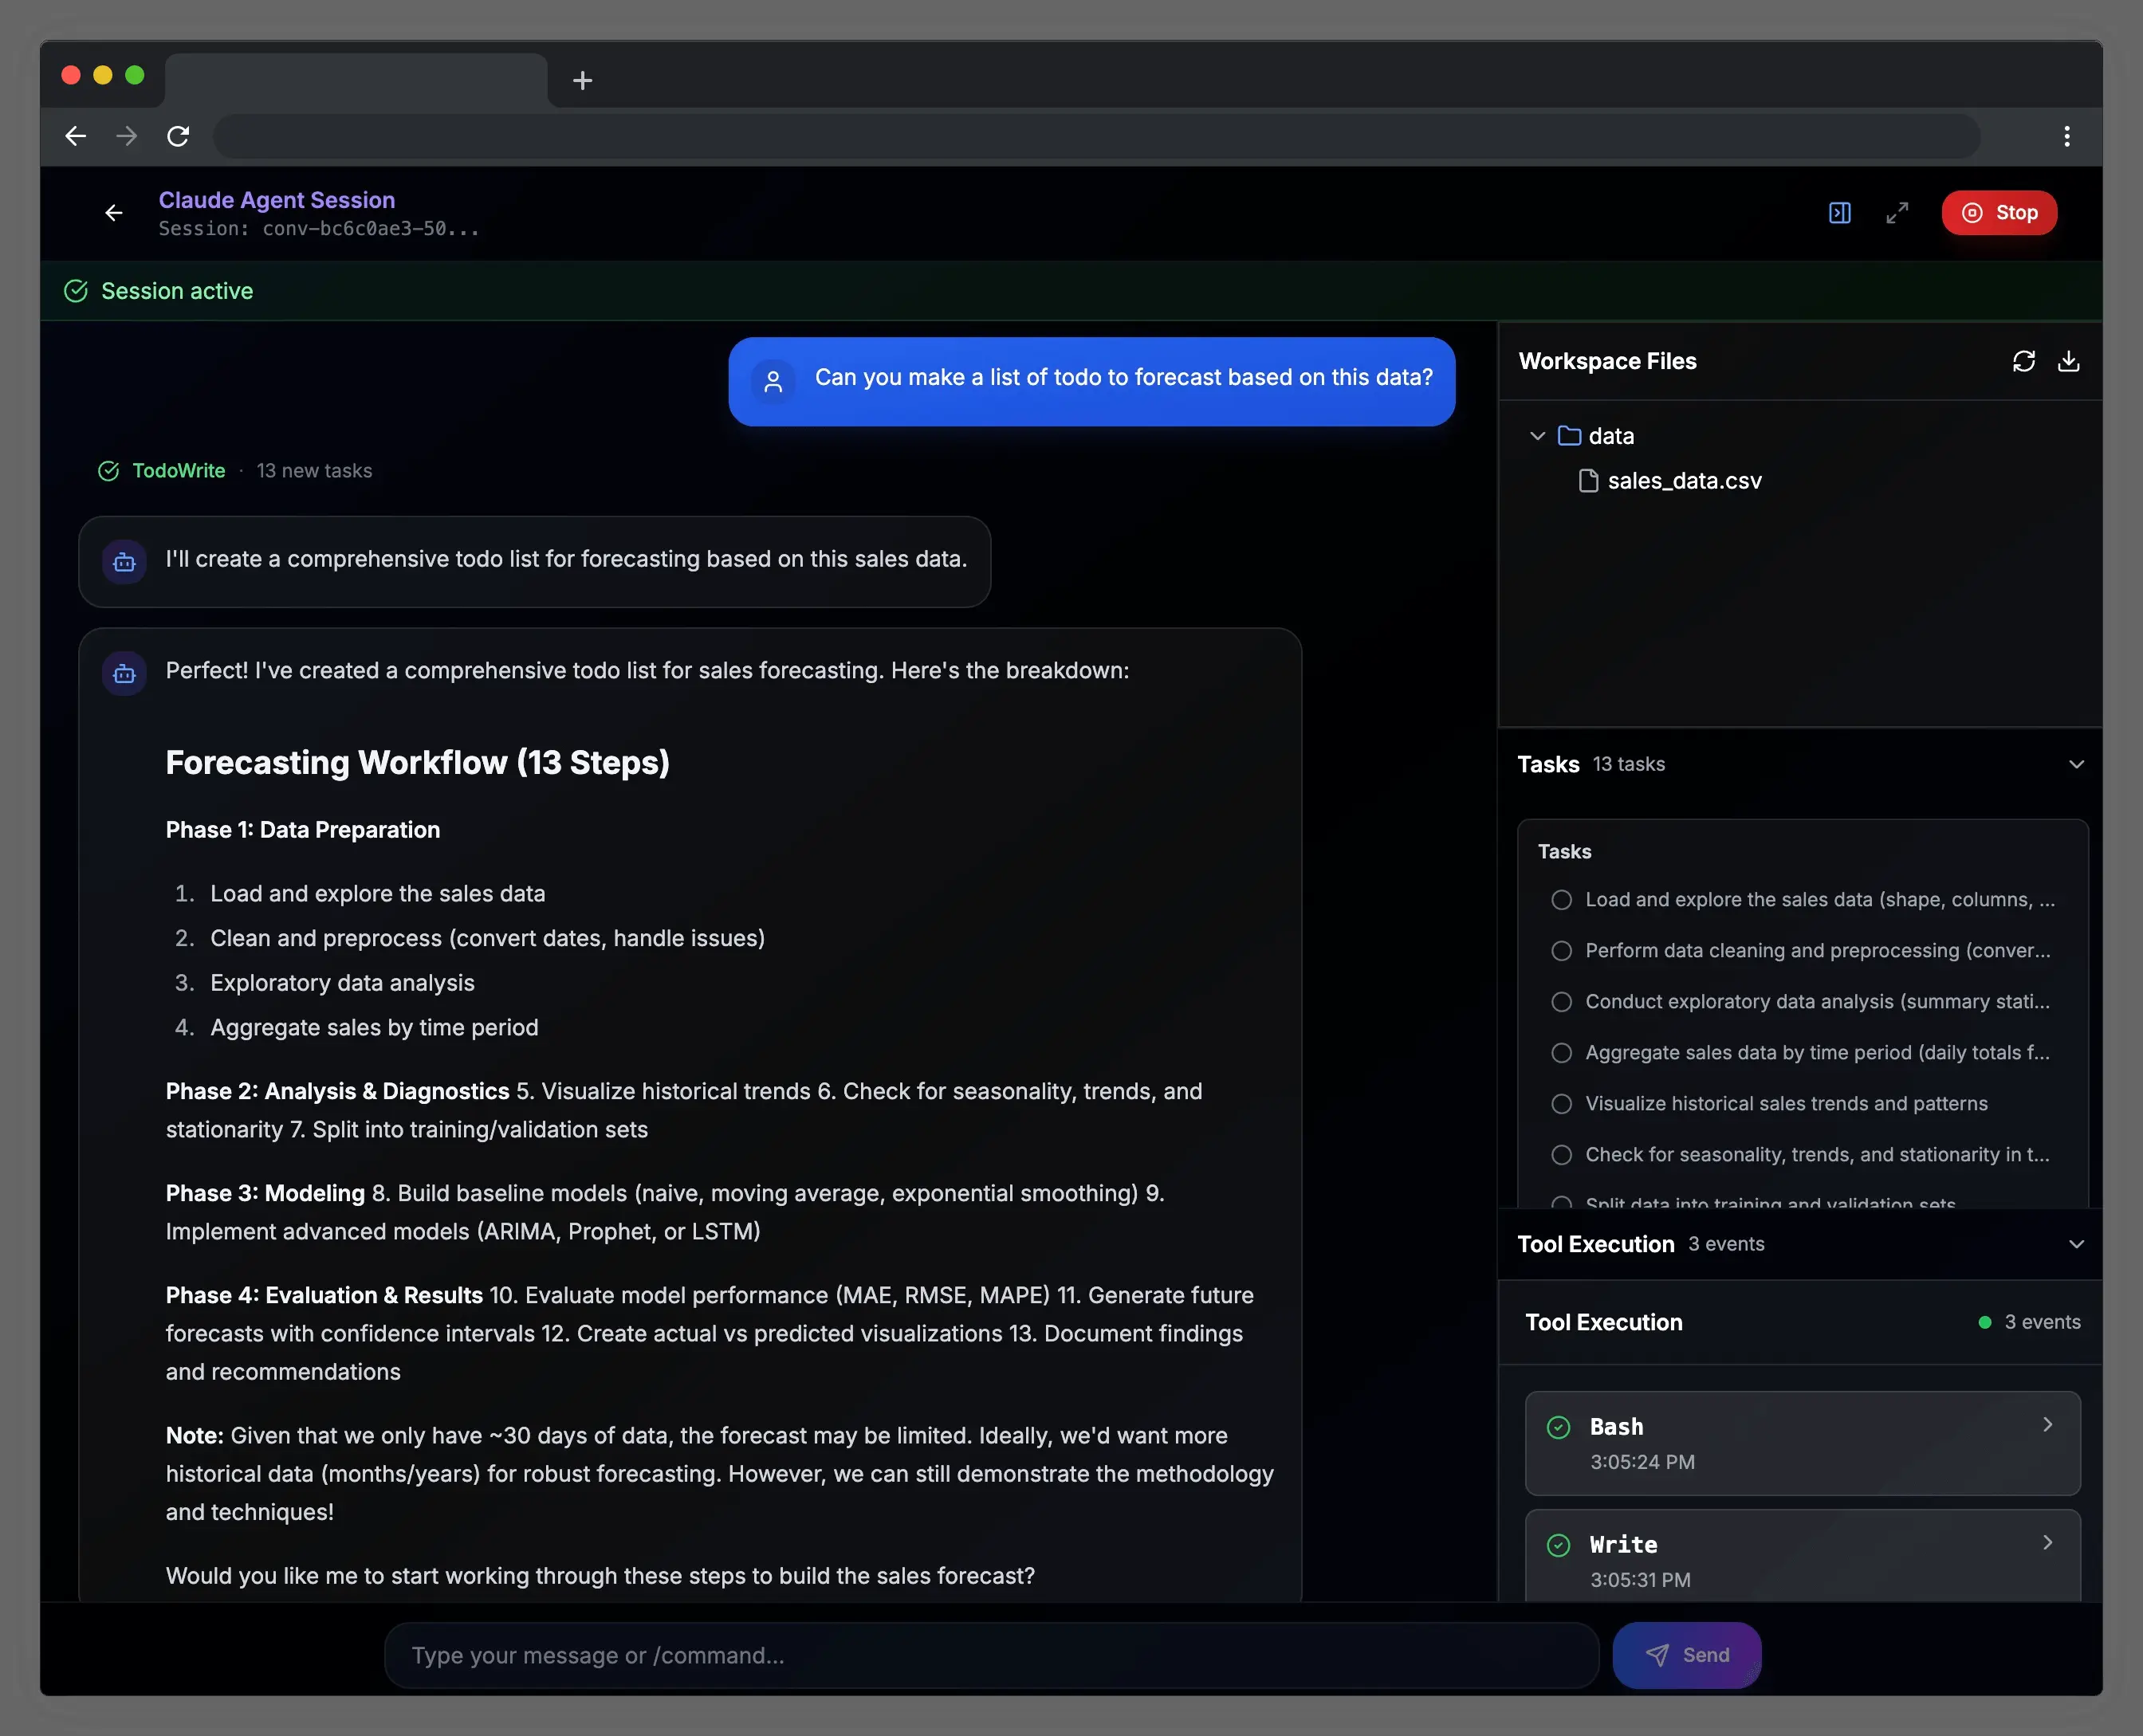 Claude Agent Session
Session: conv-bc6c0ae3-50...
Stop
Session active
Can you make a list of todo to forecast based on this data?
TodoWrite · 13 new tasks
I'll create a comprehensive todo list for forecasting based on this sales data.
Perfect! I've created a comprehensive todo list for sales forecasting. Here's the breakdown:
Forecasting Workflow (13 Steps)
Phase 1: Data Preparation
1. Load and explore the sales data
2. Clean and preprocess (convert dates, handle issues)
3. Exploratory data analysis
4. Aggregate sales by time period
Phase 2: Analysis & Diagnostics 5. Visualize historical trends 6. Check for seasonality, trends, and
stationarity 7. Split into training/validation sets
Phase 3: Modeling 8. Build baseline models (naive, moving average, exponential smoothing) 9.
Implement advanced models (ARIMA, Prophet, or LSTM)
Phase 4: Evaluation & Results 10. Evaluate model performance (MAE, RMSE, MAPE) 11. Generate future
forecasts with confidence intervals 12. Create actual vs predicted visualizations 13. Document findings
and recommendations
Note: Given that we only have ~30 days of data, the forecast may be limited. Ideally, we'd want more
historical data (months/years) for robust forecasting. However, we can still demonstrate the methodology
and techniques!
Would you like me to start working through these steps to build the sales forecast?
Workspace Files
data
sales_data.csv
Tasks 13 tasks
Tasks
Load and explore the sales data (shape, columns, ...
Perform data cleaning and preprocessing (conver...
Conduct exploratory data analysis (summary stati...
Aggregate sales data by time period (daily totals f...
Visualize historical sales trends and patterns
Check for seasonality, trends, and stationarity in t...
Split data into training and validation sets
Tool Execution 3 events
Tool Execution
3 events
Bash
3:05:24 PM
Write
3:05:31 PM
Type your message or /command...
Send